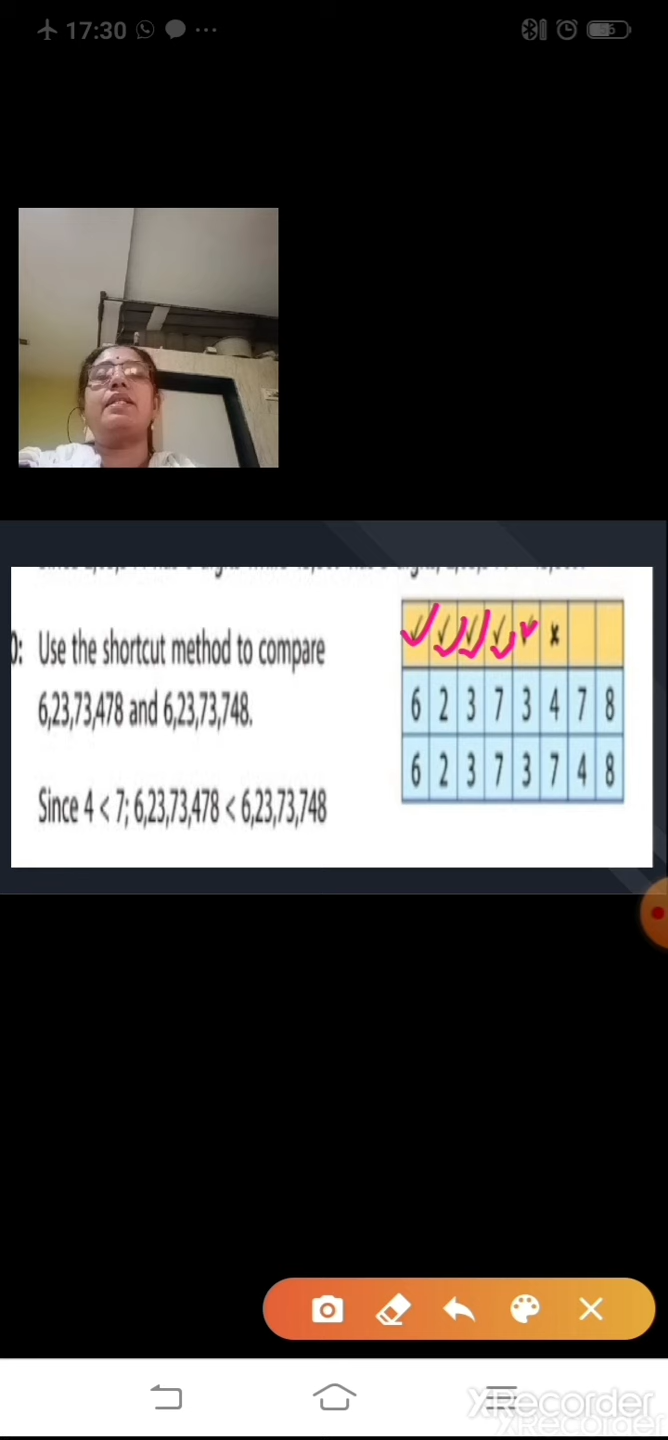 17:30
56
0: Use the shortcut method to compare
6,23,73,478 and 6,23,73,748.
Since 4 < 7; 6,23,73,478 < 6,23,73,748
✓ ✓ ✓ ✓ ✓ x
6 2 3 7 3 4 7 8
6 2 3 7 3 7 4 8
XRecorder
XRecorder